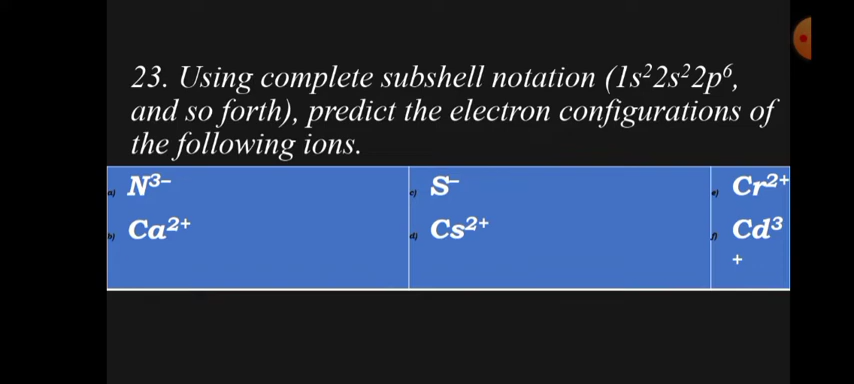 23. Using complete subshell notation (1s²2s²2p⁶,
and so forth), predict the electron configurations of
the following ions.
a) N³⁻ c) S⁻ e) Cr²⁺
b) Ca²⁺ d) Cs²⁺ f) Cd³
⁺